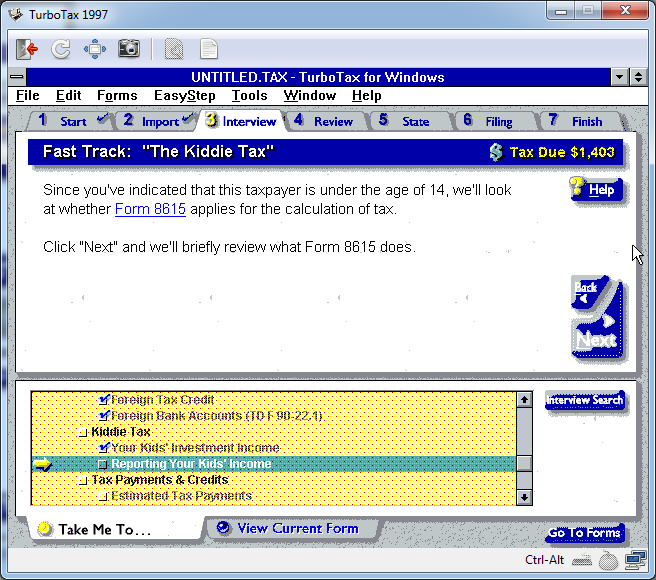 TurboTax 1997
UNTITLED.TAX - TurboTax for Windows
File Edit Forms EasyStep Tools Window Help
1 Start 2 Import 3 Interview 4 Review 5 State 6 Filing 7 Finish
Fast Track: "The Kiddie Tax" Tax Due $1,403
Since you've indicated that this taxpayer is under the age of 14, we'll look
at whether Form 8615 applies for the calculation of tax.
Help
Click "Next" and we'll briefly review what Form 8615 does.
Back
Next
Foreign Tax Credit
Interview Search
Foreign Bank Accounts (TD F 90-22.1)
Kiddie Tax
Your Kids' Investment Income
Reporting Your Kids' Income
Tax Payments & Credits
Estimated Tax Payments
Take Me To... View Current Form
Go To Forms
Ctrl-Alt